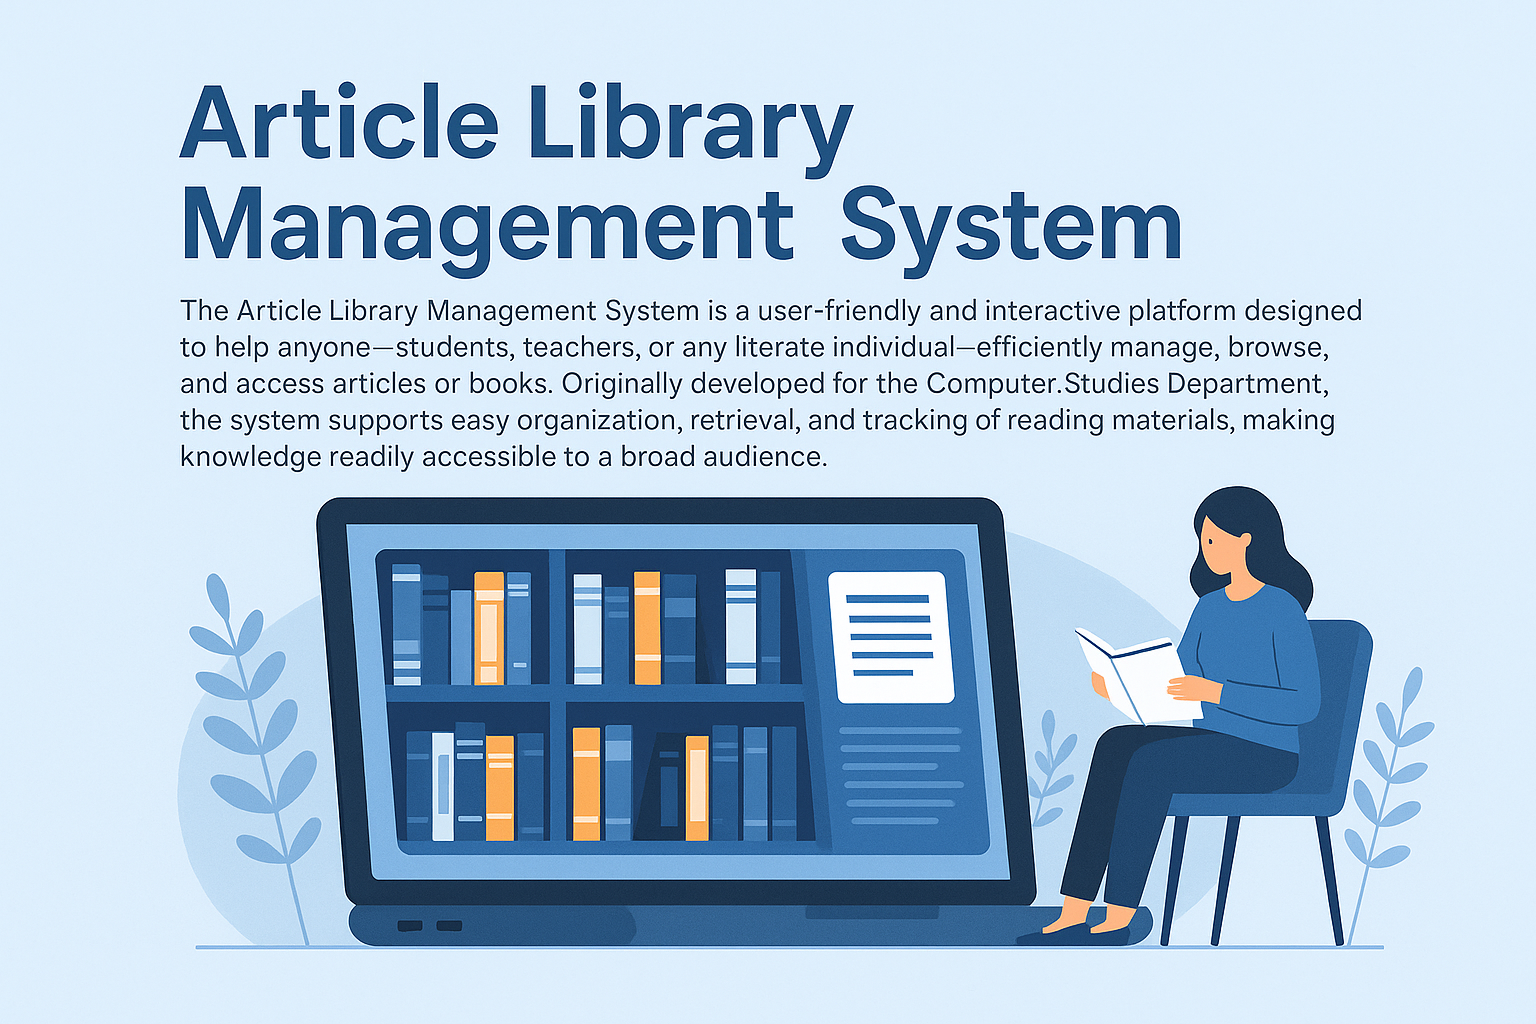 Article Library
Management System
The Article Library Management System is a user-friendly and interactive platform designed
to help anyone—students, teachers, or any literate individual—efficiently manage, browse,
and access articles or books. Originally developed for the Computer.Studies Department,
the system supports easy organization, retrieval, and tracking of reading materials, making
knowledge readily accessible to a broad audience.